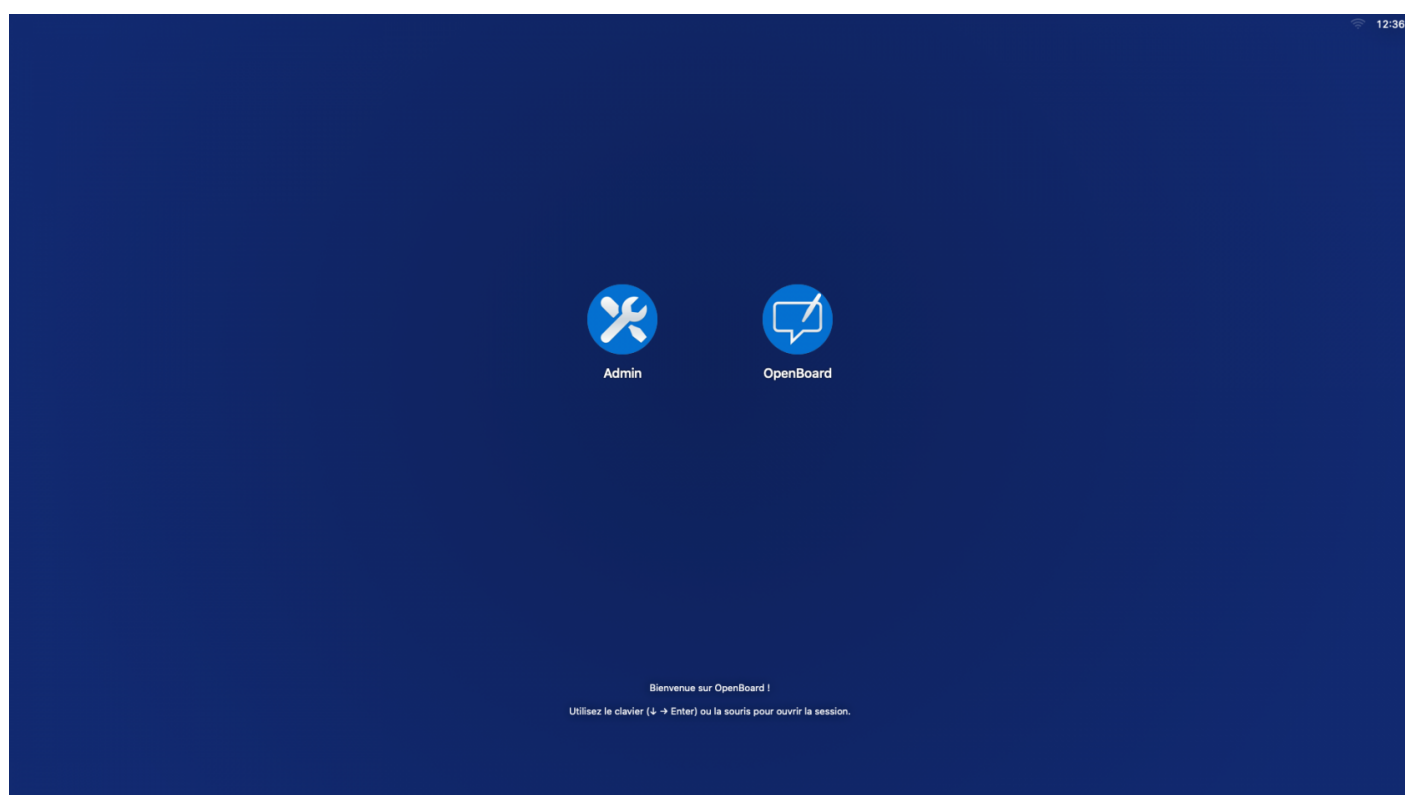 12:36
Admin
OpenBoard
Bienvenue sur OpenBoard !
Utilisez le clavier (↓ → Enter) ou la souris pour ouvrir la session.